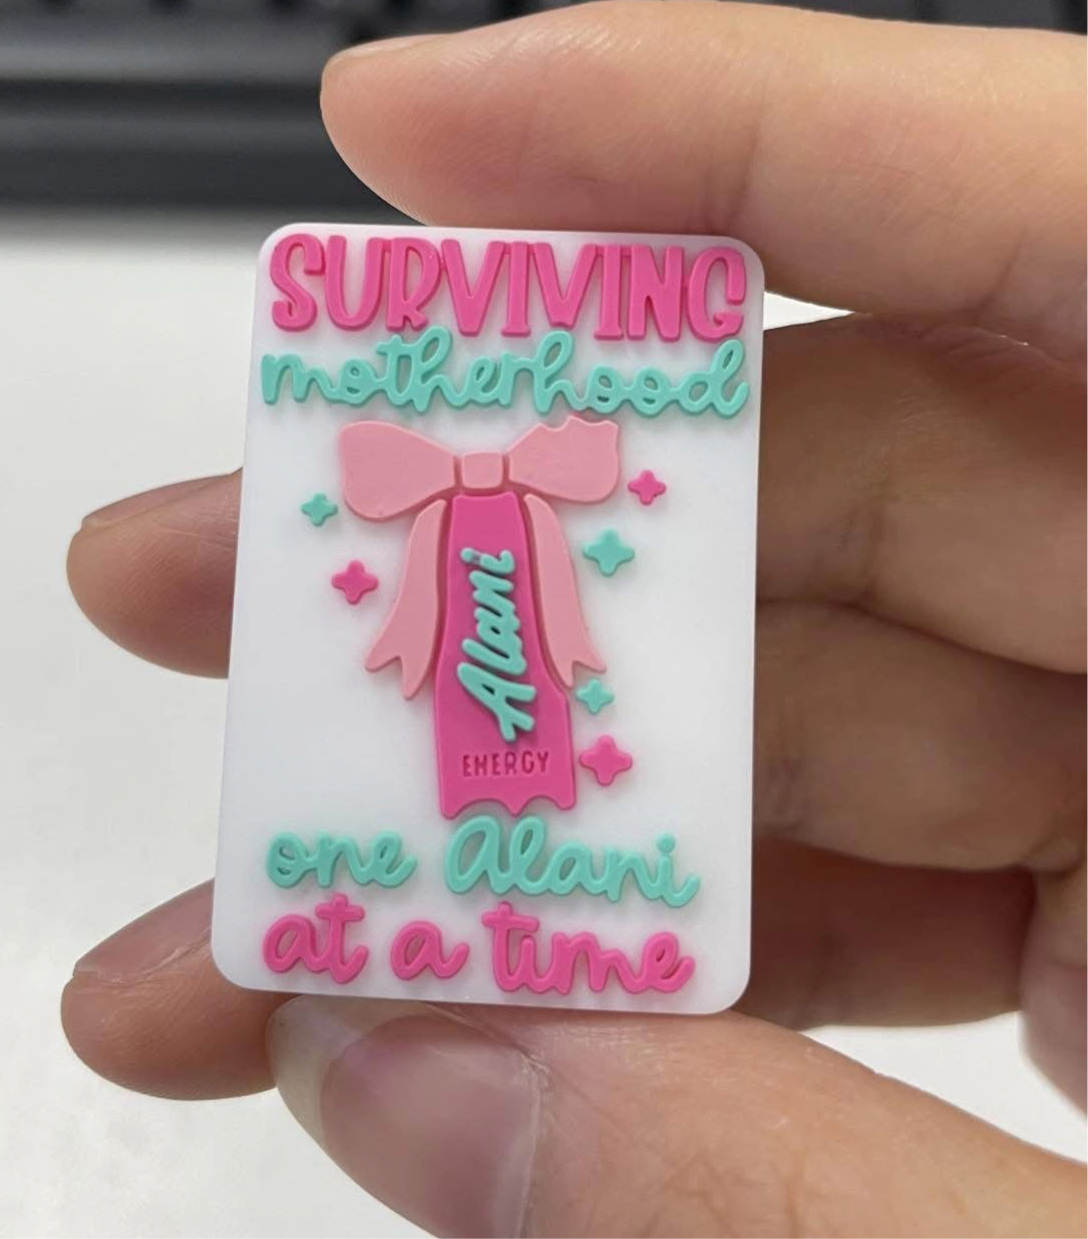 SURVIVING
motherhood
Alani
ENERGY
one Alani
at a time